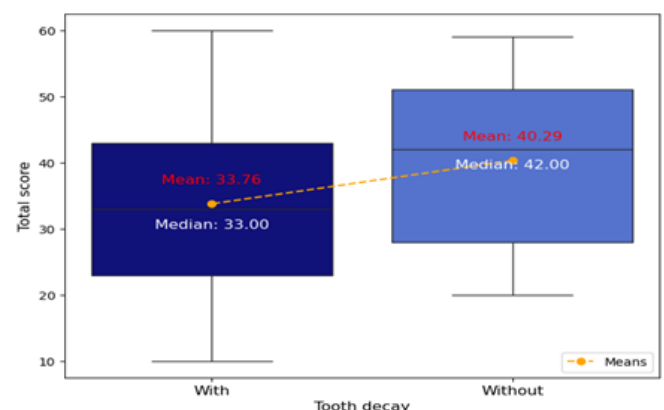 60
50
40
30
20
10
Total score
Mean: 33.76
Median: 33.00
Mean: 40.29
Median: 42.00
Means
With
Without
Tooth decay